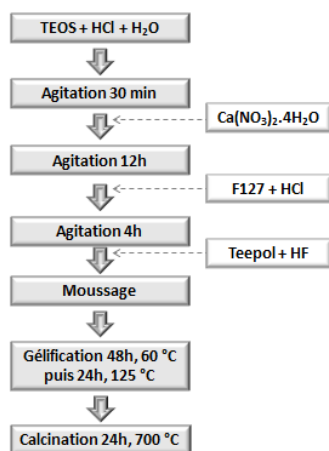 TEOS + HCl + H₂O
Agitation 30 min
Ca(NO₃)₂.4H₂O
Agitation 12h
F127 + HCl
Agitation 4h
Teepol + HF
Moussage
Gélification 48h, 60 °C
puis 24h, 125 °C
Calcination 24h, 700 °C